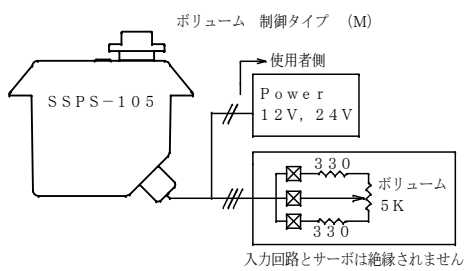 ボリューム 制御タイプ (M)
使用者側
SSPS-105
Power
12V, 24V
330
ボリューム
5K
330
入力回路とサーボは絶縁されません